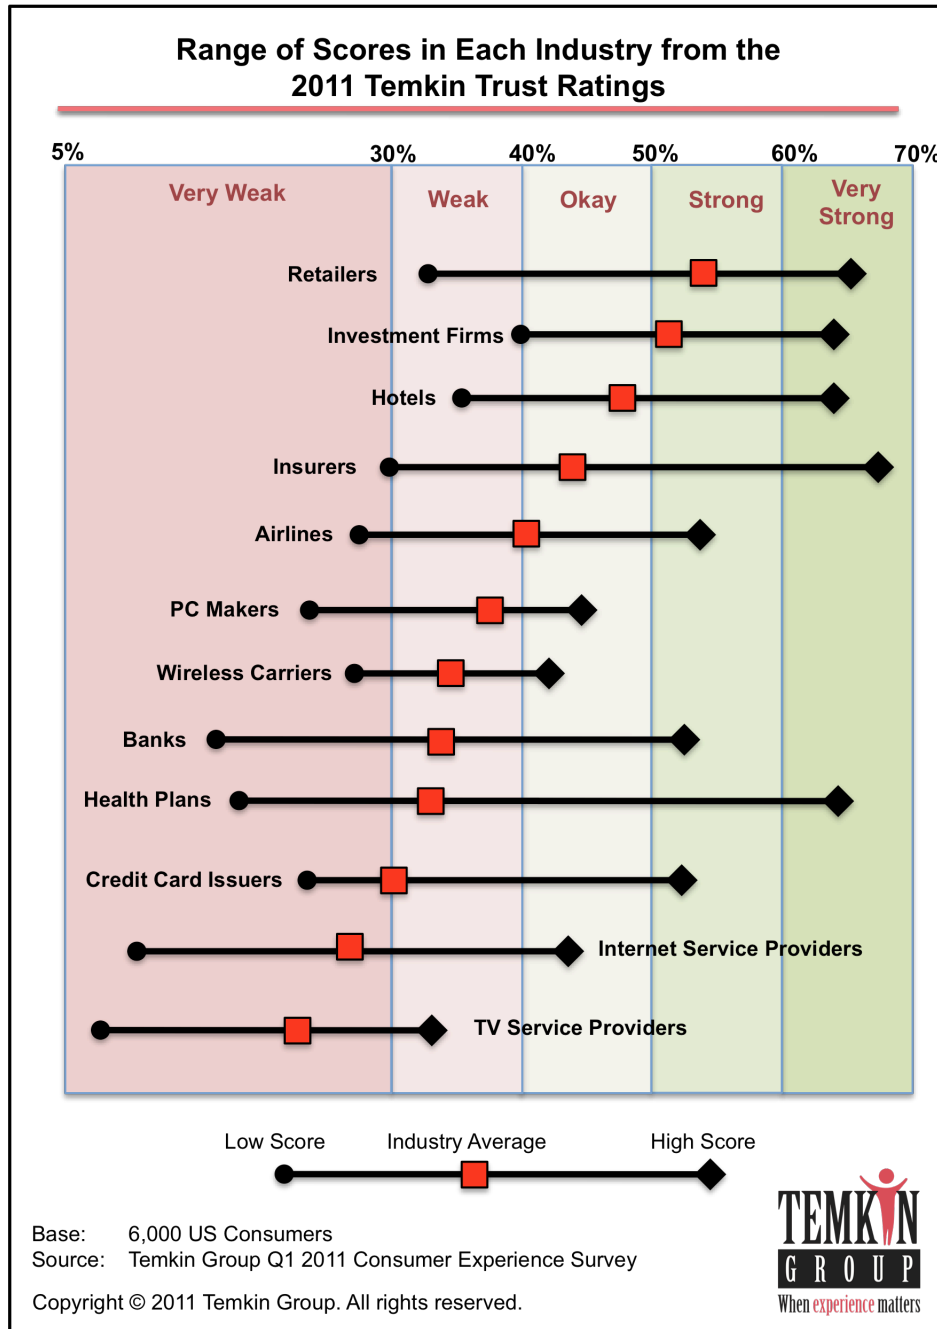 Range of Scores in Each Industry from the
2011 Temkin Trust Ratings
5% 30% 40% 50% 60% 70%
Very Weak Weak Okay Strong Very
Strong
Retailers
Investment Firms
Hotels
Insurers
Airlines
PC Makers
Wireless Carriers
Banks
Health Plans
Credit Card Issuers
Internet Service Providers
TV Service Providers
Low Score Industry Average High Score
Base: 6,000 US Consumers
Source: Temkin Group Q1 2011 Consumer Experience Survey
Copyright © 2011 Temkin Group. All rights reserved.
TEMKIN
GROUP
When experience matters